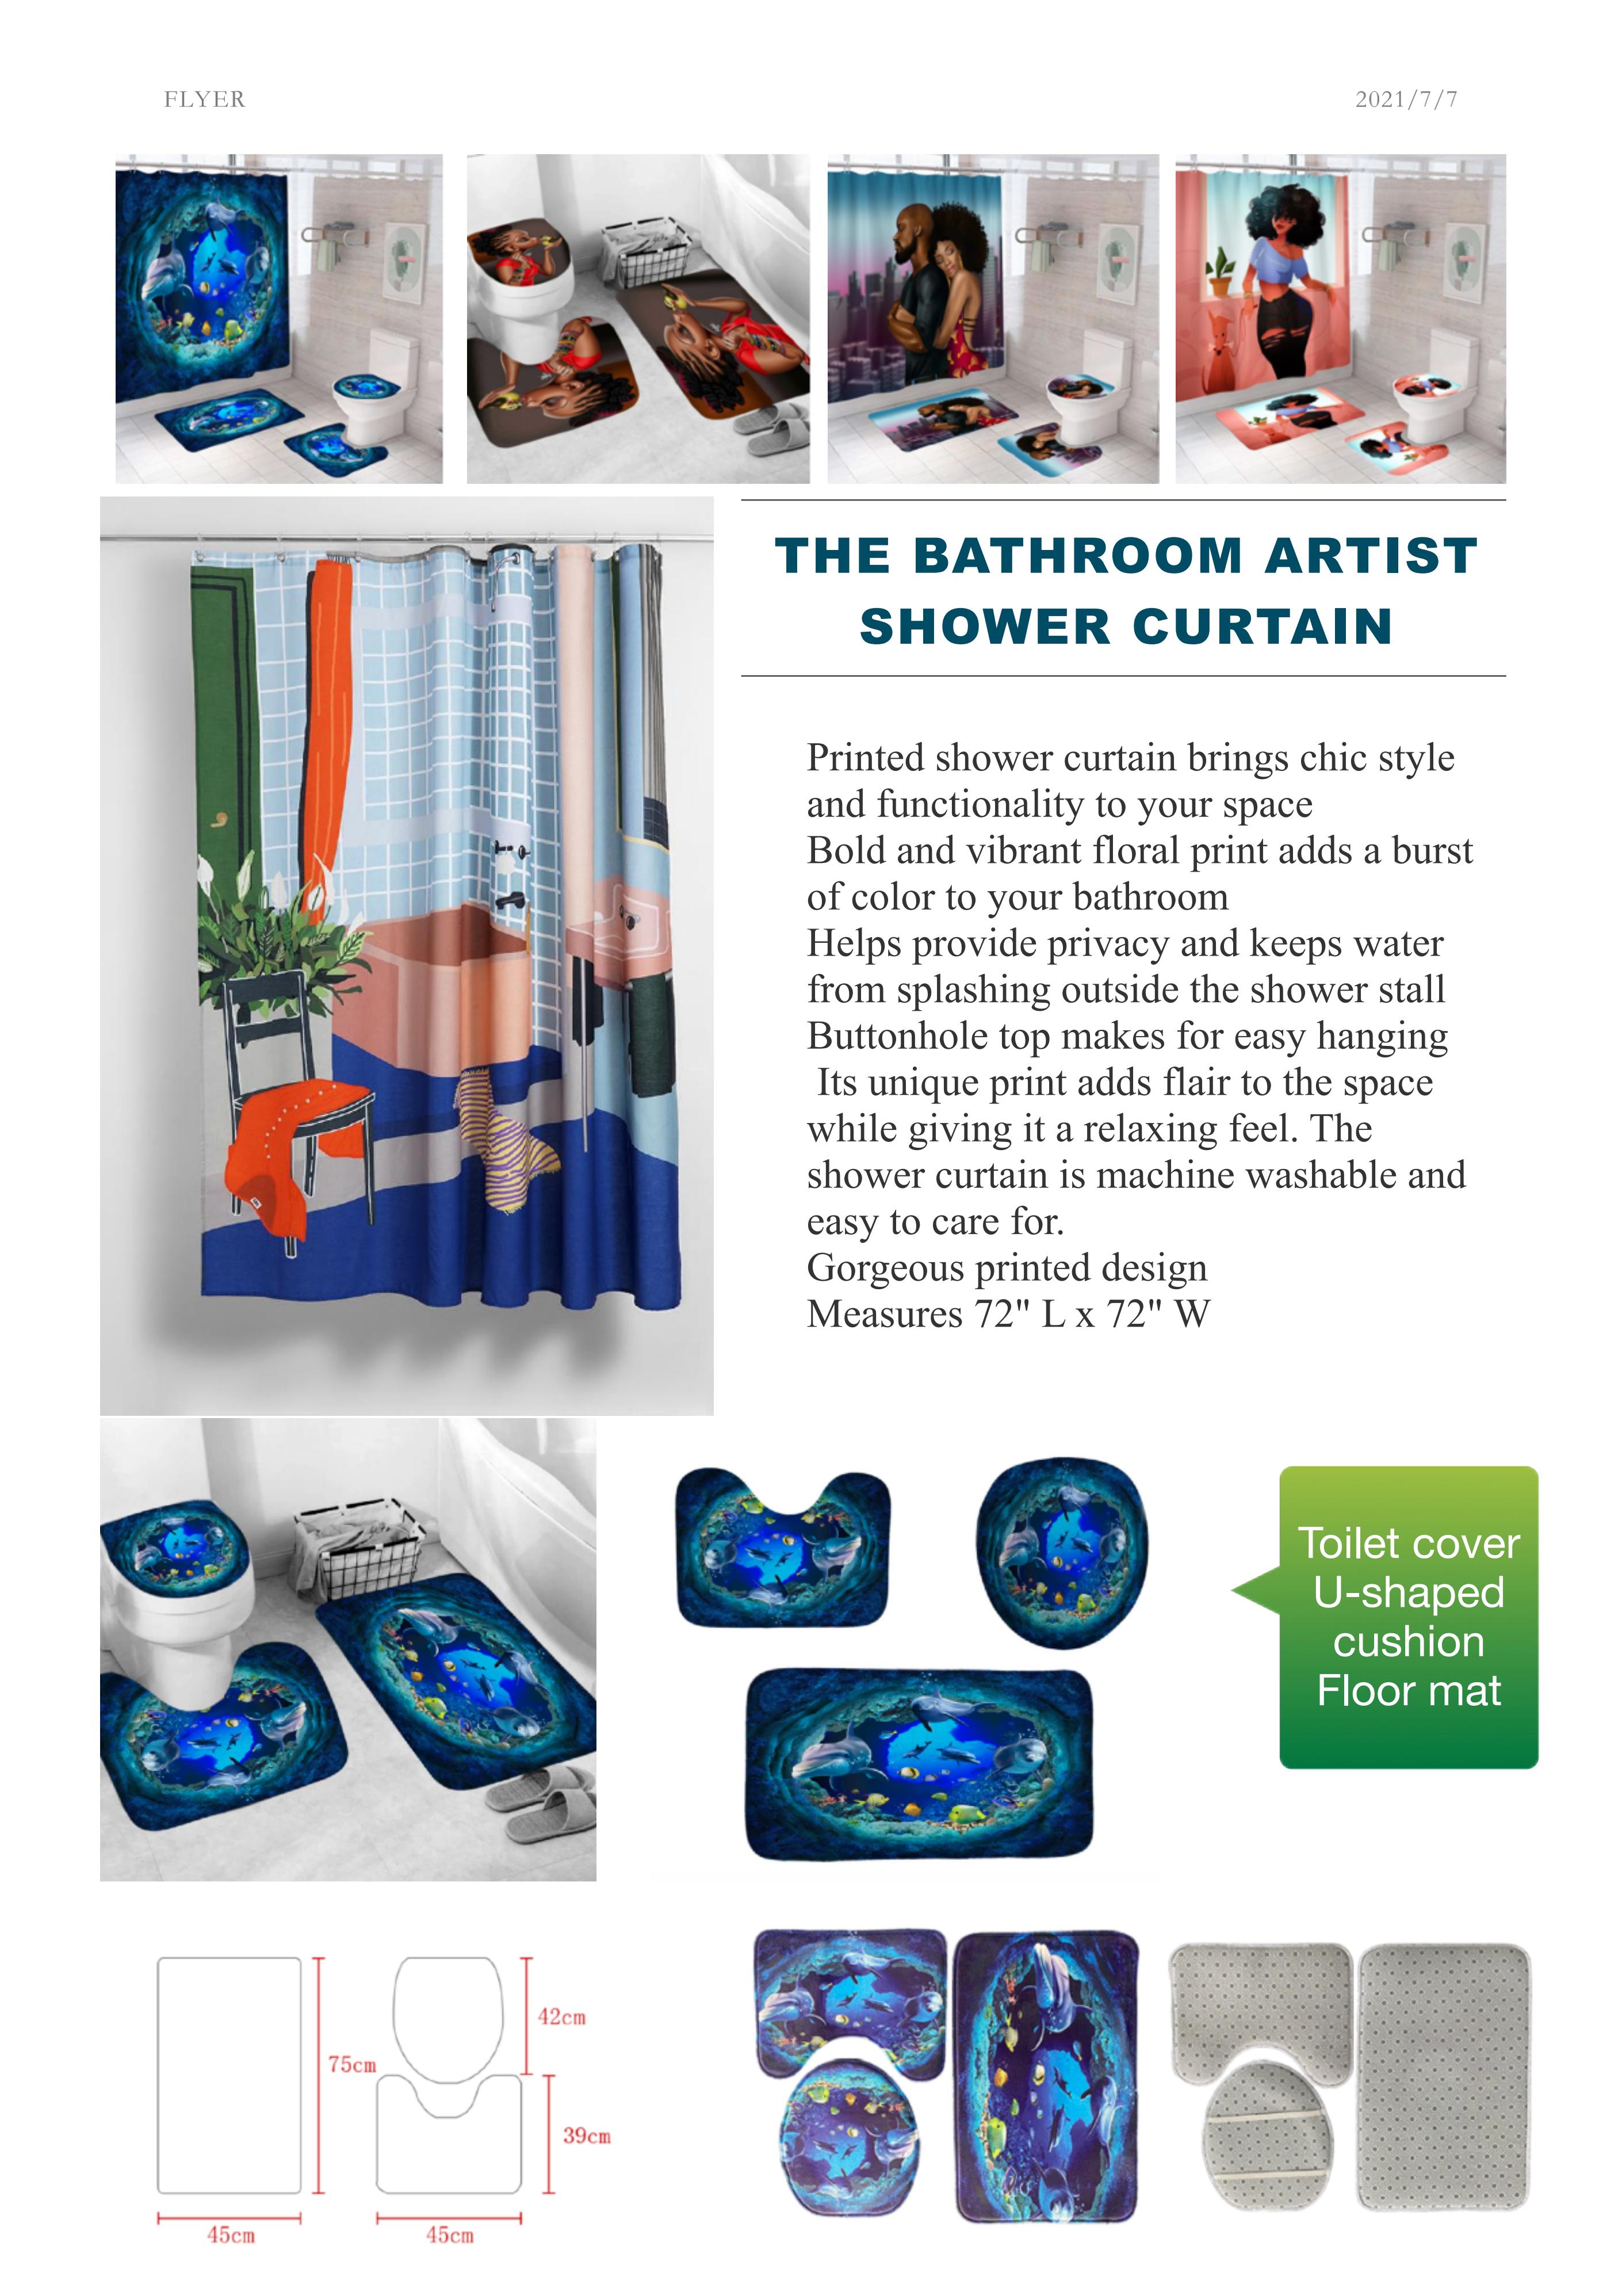 FLYER
2021/7/7
THE BATHROOM ARTIST
SHOWER CURTAIN
Printed shower curtain brings chic style
and functionality to your space
Bold and vibrant floral print adds a burst
of color to your bathroom
Helps provide privacy and keeps water
from splashing outside the shower stall
Buttonhole top makes for easy hanging
Its unique print adds flair to the space
while giving it a relaxing feel. The
shower curtain is machine washable and
easy to care for.
Gorgeous printed design
Measures 72" L x 72" W
Toilet cover
U-shaped
cushion
Floor mat
42cm
75cm
39cm
45cm
45cm